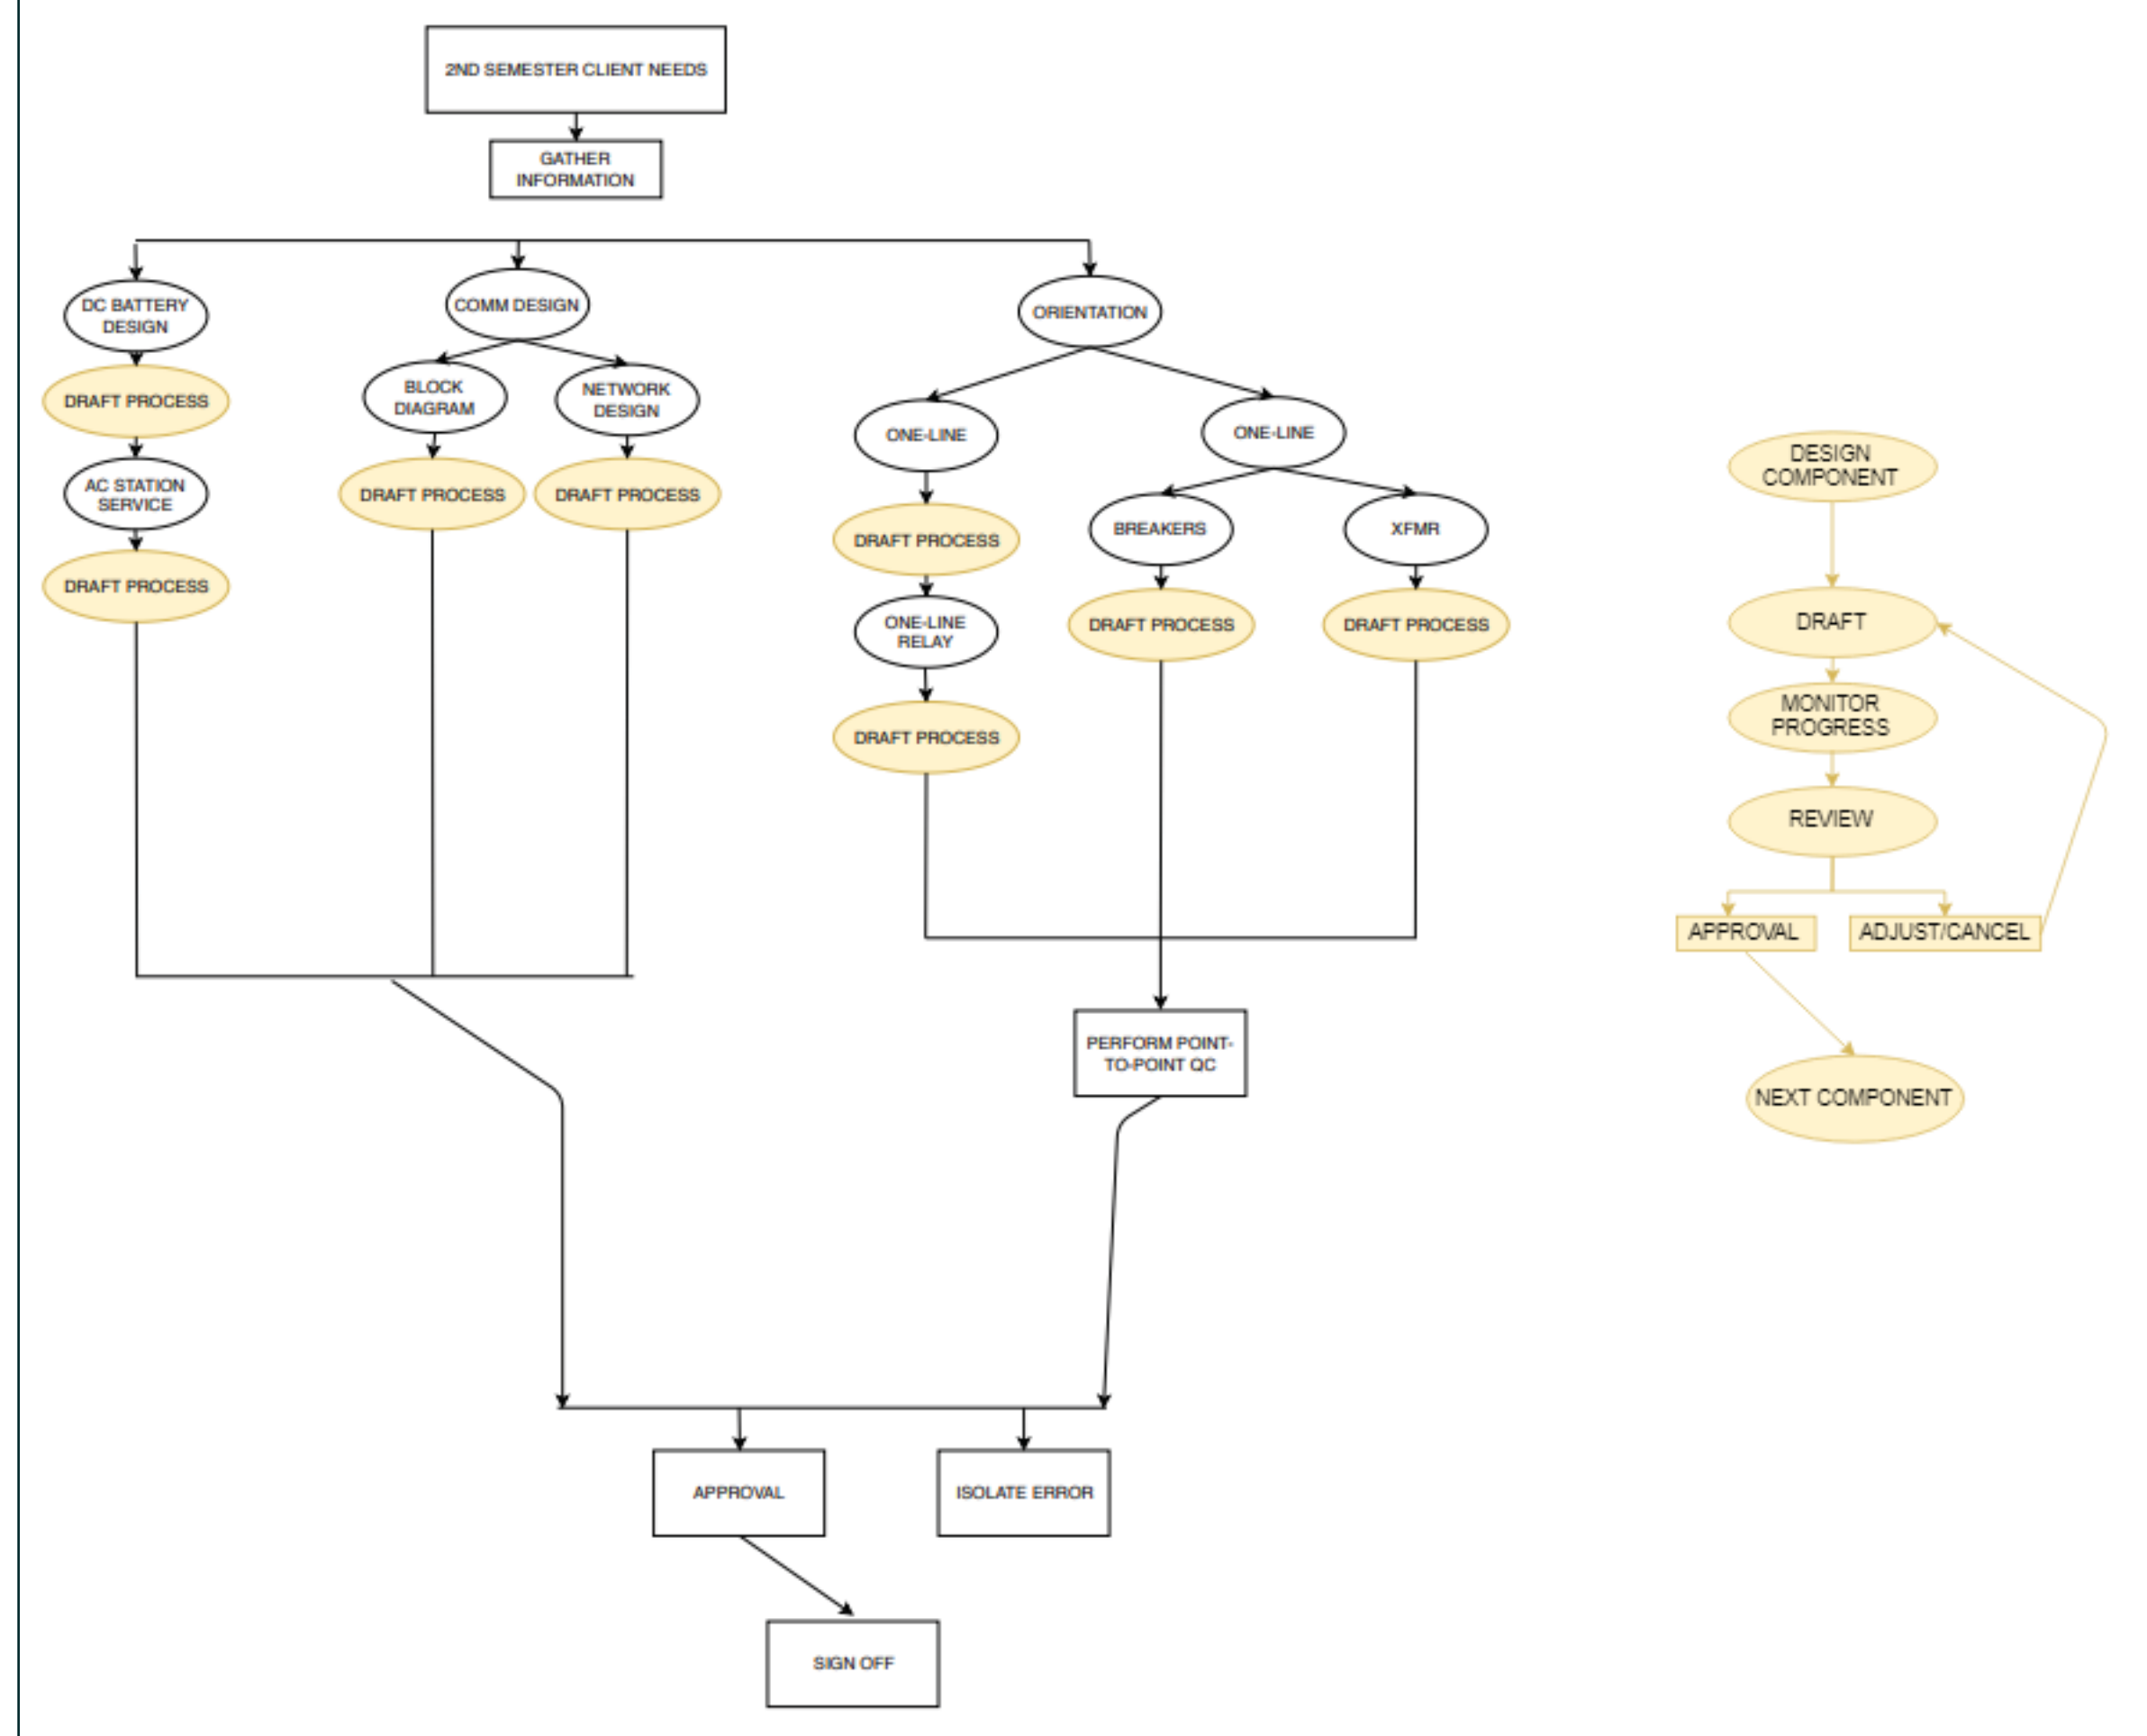 2ND SEMESTER CLIENT NEEDS
GATHER
INFORMATION
DC BATTERY
DESIGN
COMM DESIGN
ORIENTATION
DRAFT PROCESS
BLOCK
DIAGRAM
NETWORK
DESIGN
ONE-LINE
ONE-LINE
AC STATION
SERVICE
DRAFT PROCESS
DRAFT PROCESS
DRAFT PROCESS
BREAKERS
XFMR
DRAFT PROCESS
ONE-LINE
RELAY
DRAFT PROCESS
DRAFT PROCESS
DRAFT PROCESS
PERFORM POINT-
TO-POINT QC
APPROVAL
ISOLATE ERROR
SIGN OFF
DESIGN
COMPONENT
DRAFT
MONITOR
PROGRESS
REVIEW
APPROVAL
ADJUST/CANCEL
NEXT COMPONENT